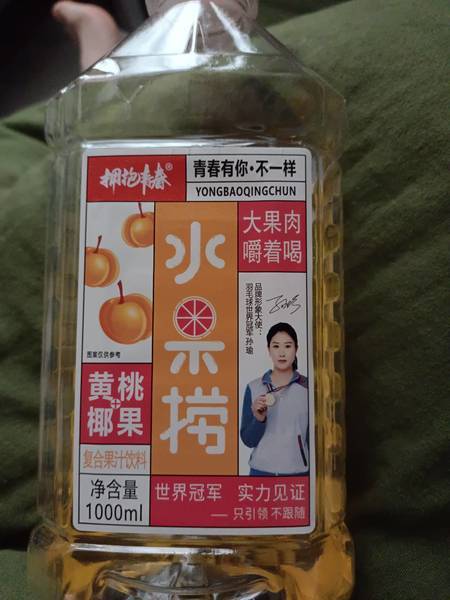 拥抱青春®
青春有你·不一样
YONGBAOQINGCHUN
大果肉
嚼着喝
水果捞
品牌形象大使：
羽毛球世界冠军 孙瑜
图案仅供参考
黄桃
+
椰果
复合果汁饮料
净含量
1000ml
世界冠军 实力见证
— 只引领 不跟随